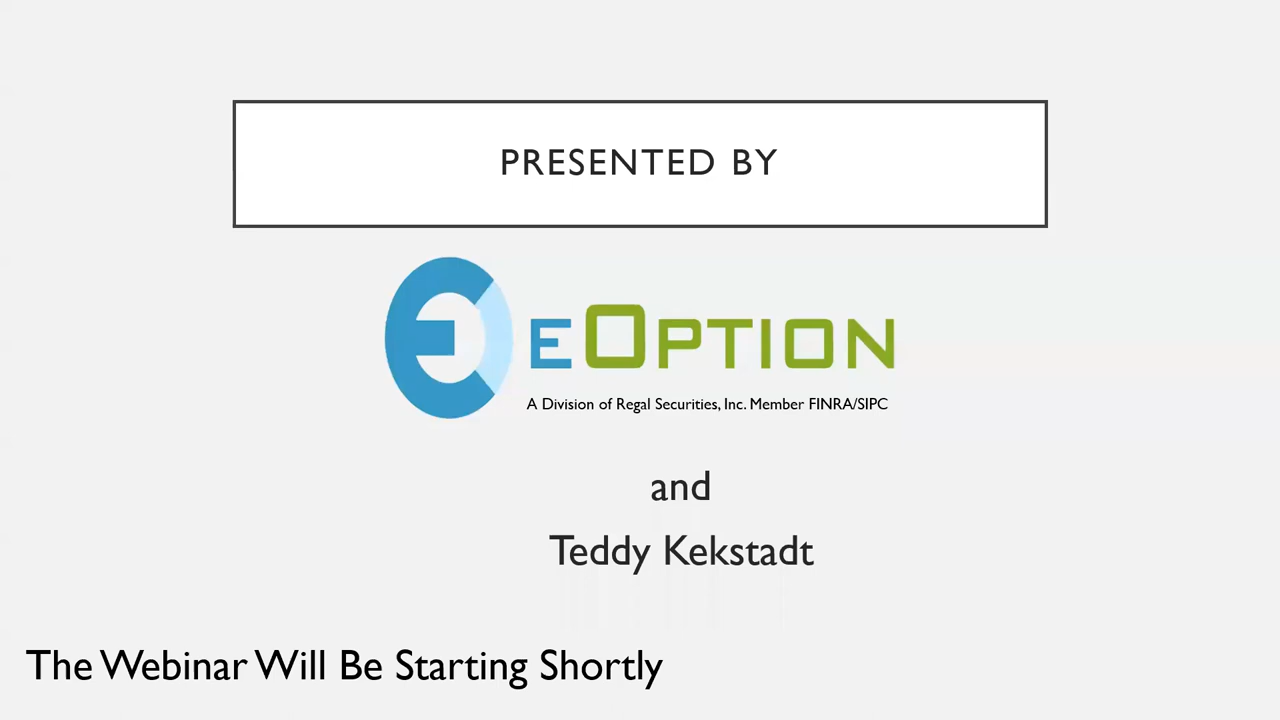 PRESENTED BY
EOPTION
A Division of Regal Securities, Inc. Member FINRA/SIPC
and
Teddy Kekstadt
The Webinar Will Be Starting Shortly